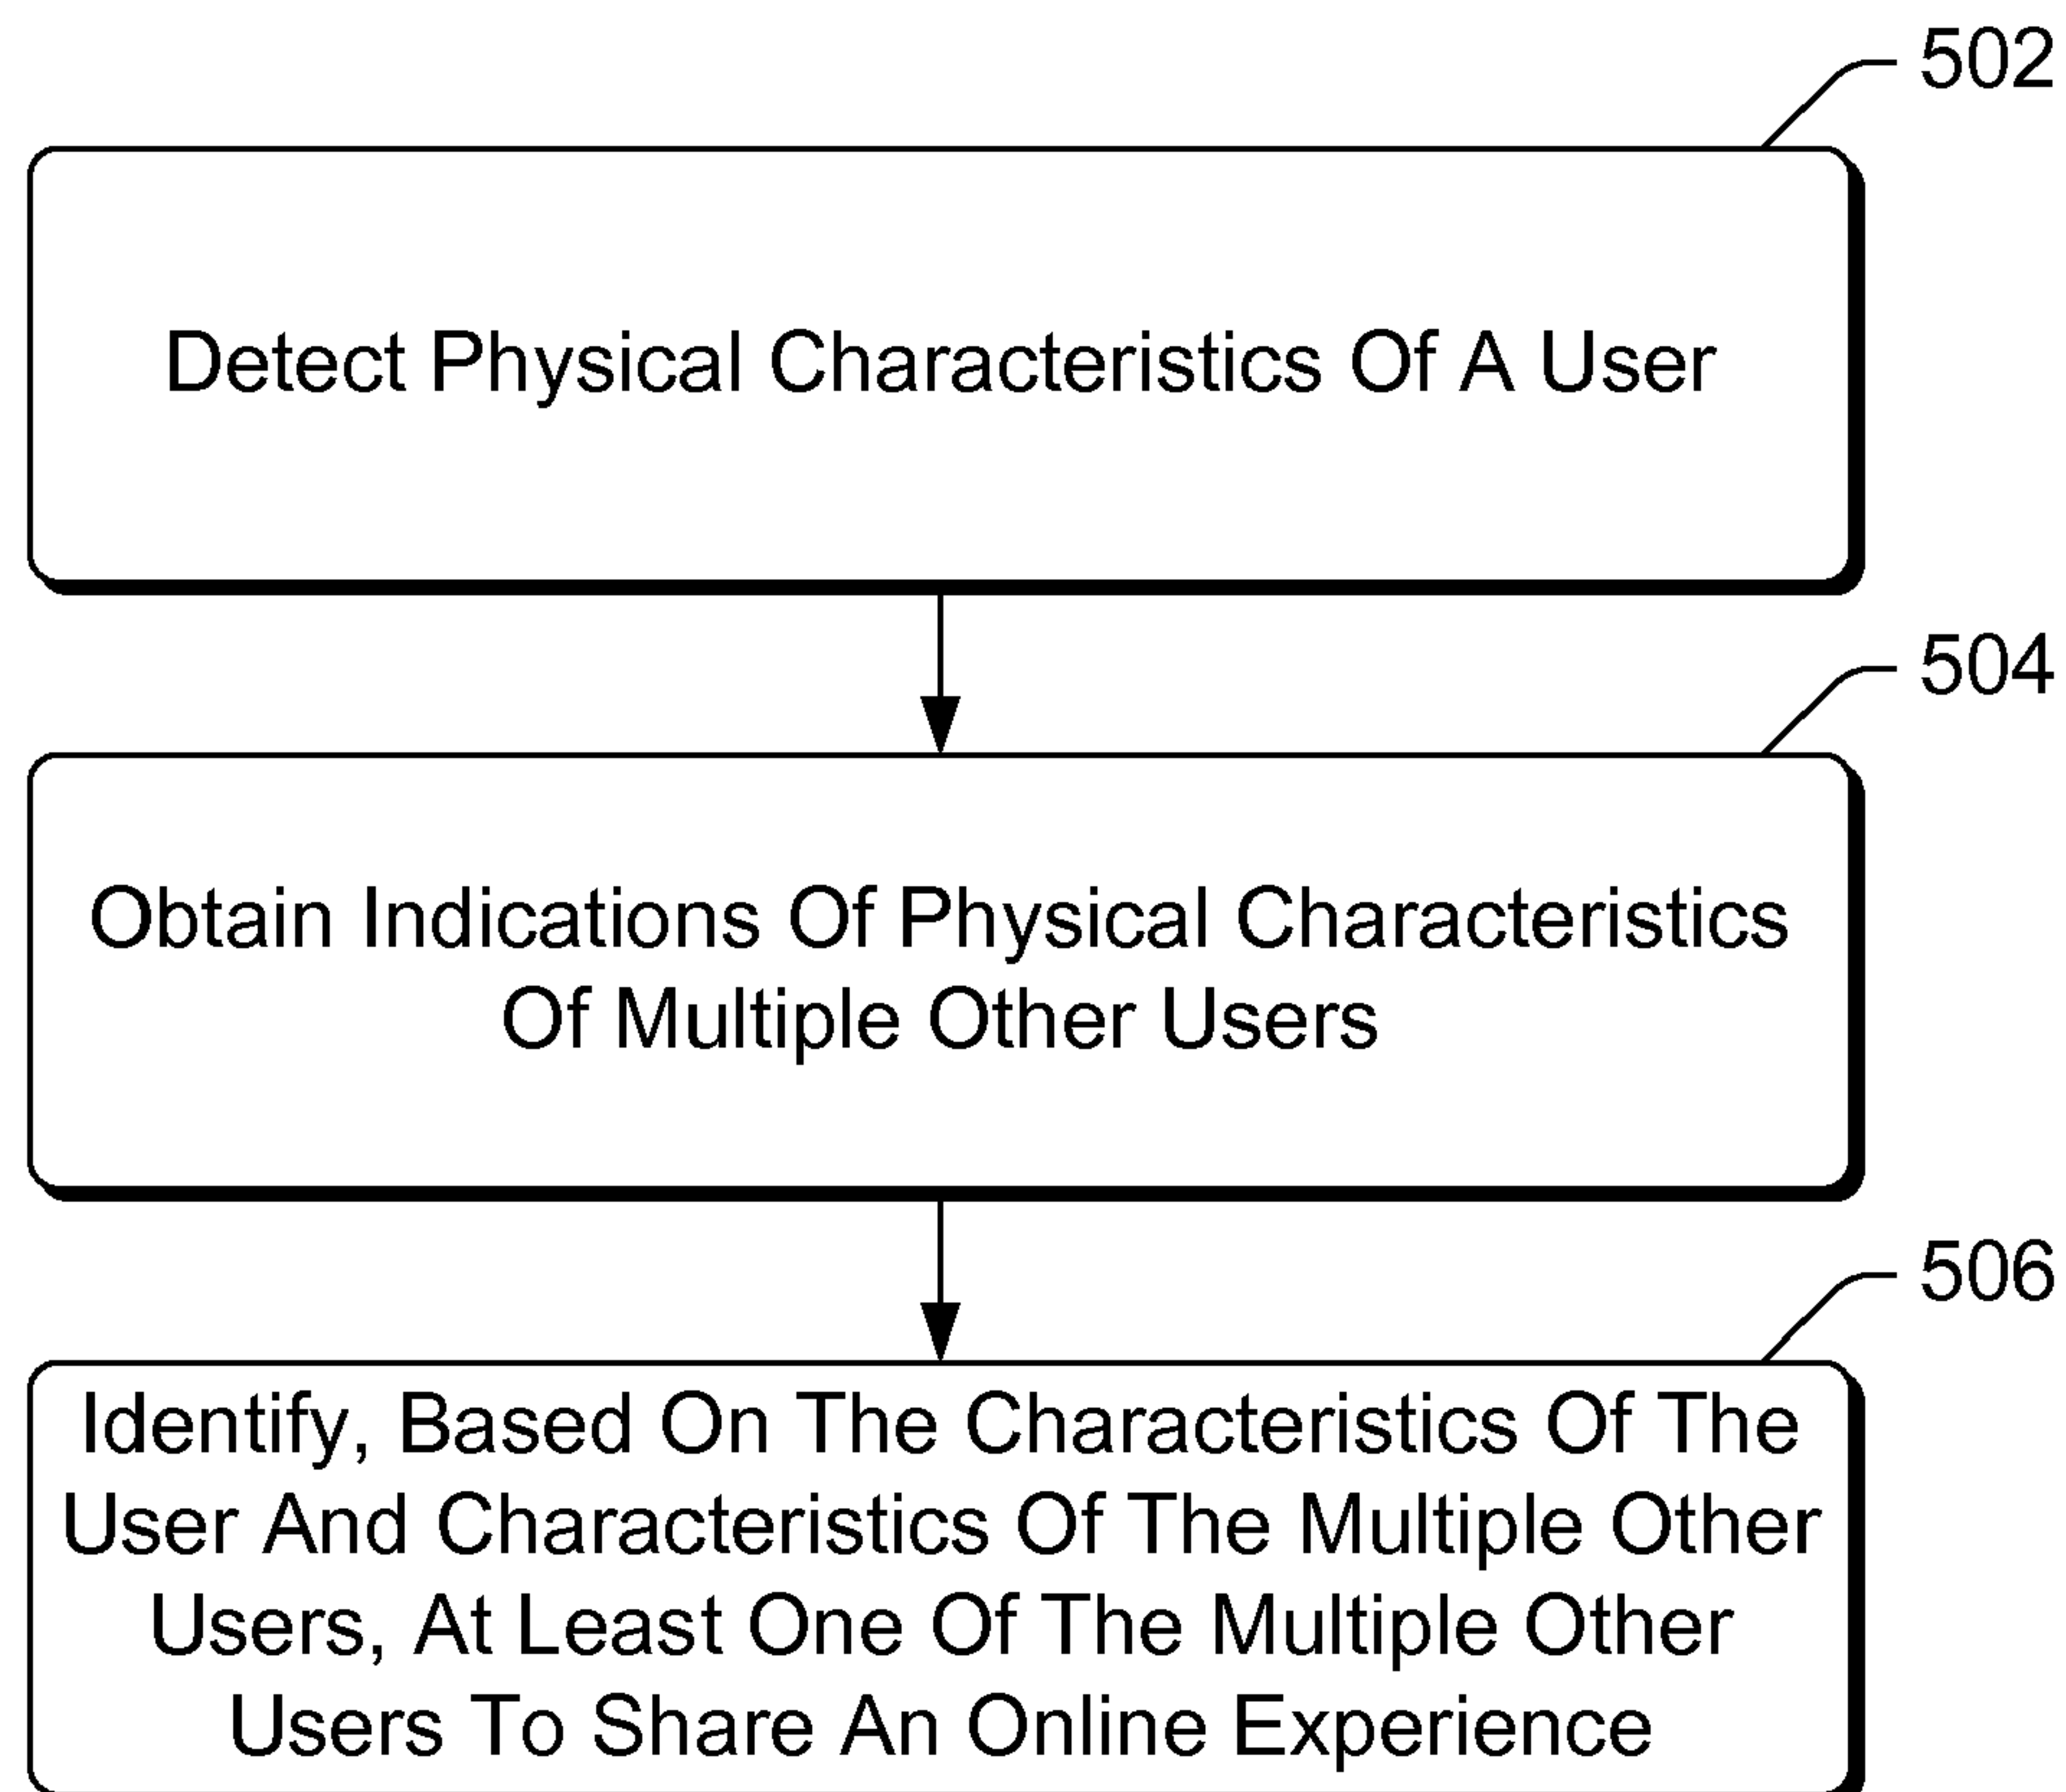 502
Detect Physical Characteristics Of A User
504
Obtain Indications Of Physical Characteristics
Of Multiple Other Users
506
Identify, Based On The Characteristics Of The
User And Characteristics Of The Multiple Other
Users, At Least One Of The Multiple Other
Users To Share An Online Experience